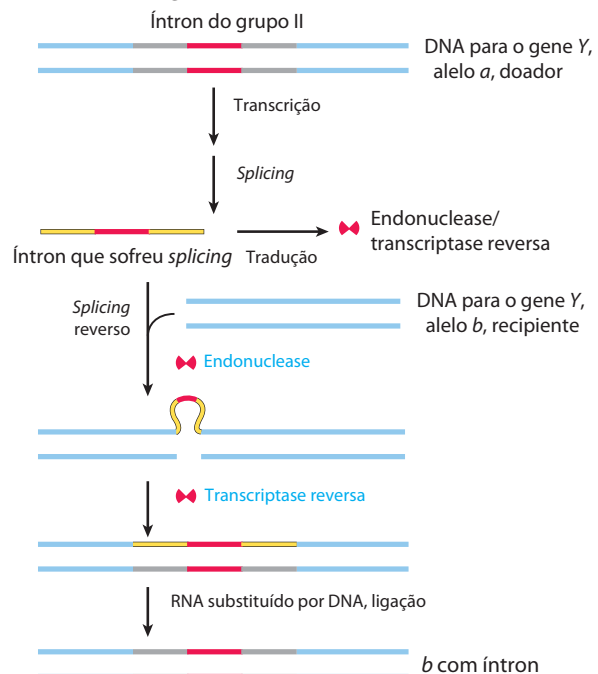 Íntron do grupo II
DNA para o gene Y,
alelo a, doador
Transcrição
Splicing
Endonuclease/
transcriptase reversa
Íntron que sofreu splicing
Tradução
Splicing
reverso
DNA para o gene Y,
alelo b, recipiente
Endonuclease
Transcriptase reversa
RNA substituído por DNA, ligação
b com íntron